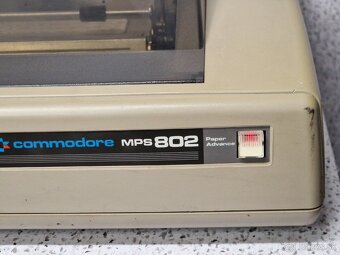 commodore MPS 802
Paper
Advance